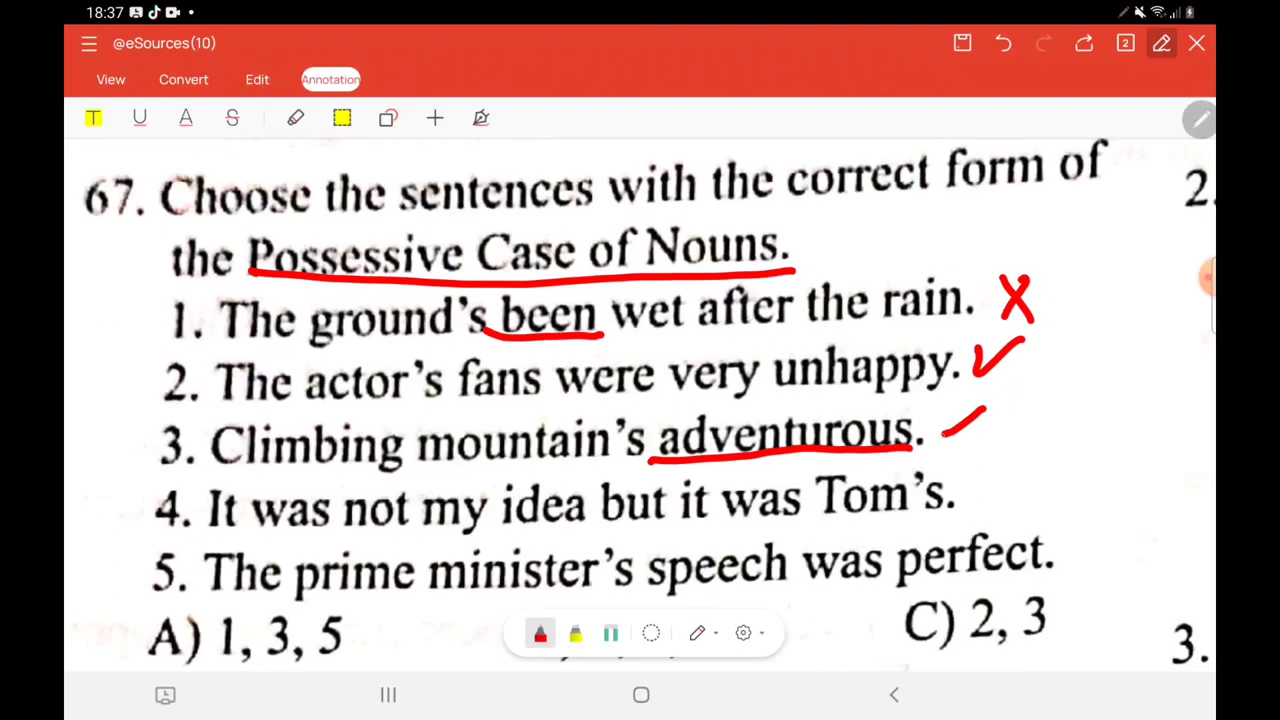 18:37
@eSources(10)
2
View Convert Edit Annotation
T U A S
67. Choose the sentences with the correct form of
the Possessive Case of Nouns.
1. The ground's been wet after the rain.
2. The actor's fans were very unhappy.
3. Climbing mountain's adventurous.
4. It was not my idea but it was Tom's.
5. The prime minister's speech was perfect.
A) 1, 3, 5
C) 2, 3
2.
3.